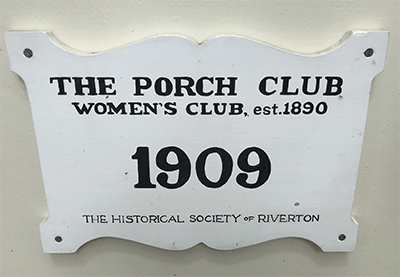 THE PORCH CLUB
WOMEN'S CLUB, est.1890
1909
THE HISTORICAL SOCIETY OF RIVERTON